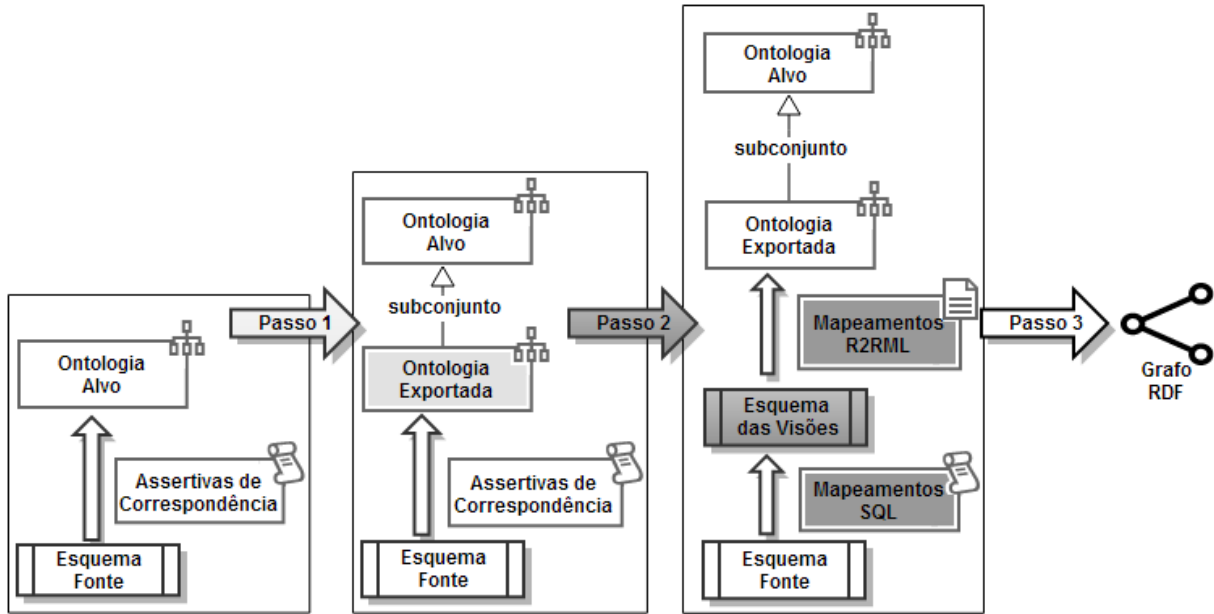 Ontologia
Alvo
Assertivas de
Correspondência
Esquema
Fonte
Passo 1
Ontologia
Alvo
subconjunto
Ontologia
Exportada
Assertivas de
Correspondência
Esquema
Fonte
Passo 2
Ontologia
Alvo
subconjunto
Ontologia
Exportada
Mapeamentos
R2RML
Esquema
das Visões
Mapeamentos
SQL
Esquema
Fonte
Passo 3
Grafo
RDF